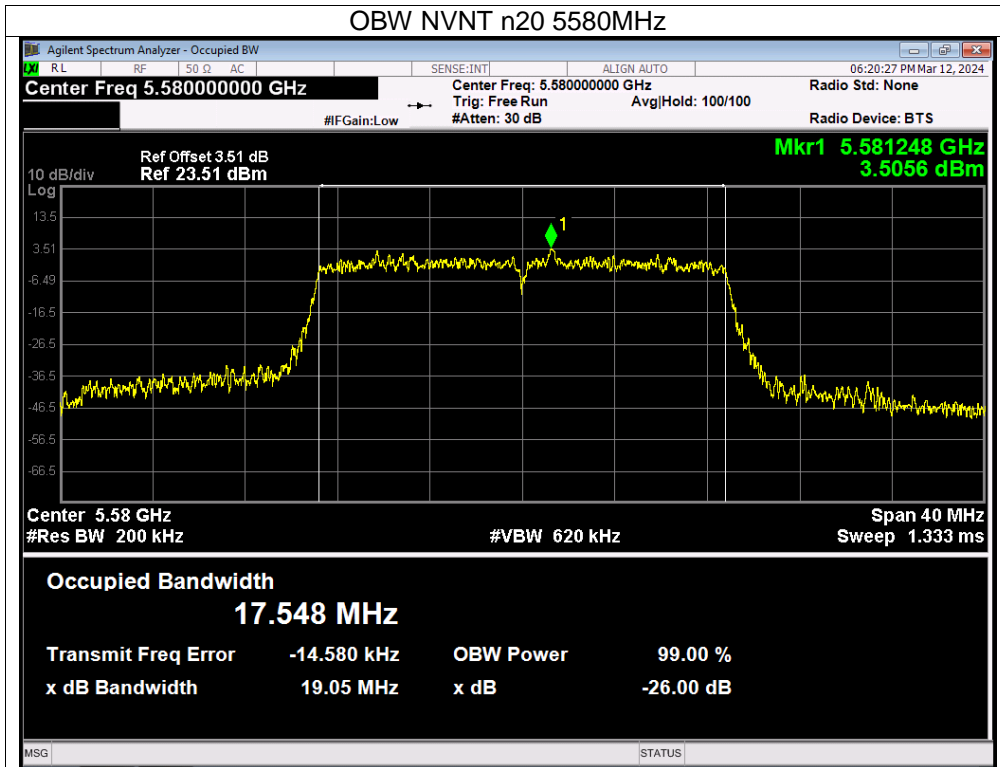 OBW NVNT n20 5580MHz
Agilent Spectrum Analyzer - Occupied BW
LXI RL RF 50 Ω AC SENSE:INT ALIGN AUTO 06:20:27 PM Mar 12, 2024
Center Freq 5.580000000 GHz Center Freq: 5.580000000 GHz Radio Std: None
Trig: Free Run Avg|Hold: 100/100
#IFGain:Low #Atten: 30 dB Radio Device: BTS
Mkr1 5.581248 GHz
3.5056 dBm
Ref Offset 3.51 dB
10 dB/div Ref 23.51 dBm
Log
13.5
1
3.51
-6.49
-16.5
-26.5
-36.5
-46.5
-56.5
-66.5
Center 5.58 GHz Span 40 MHz
#Res BW 200 kHz #VBW 620 kHz Sweep 1.333 ms
Occupied Bandwidth
17.548 MHz
Transmit Freq Error -14.580 kHz OBW Power 99.00 %
x dB Bandwidth 19.05 MHz x dB -26.00 dB
MSG STATUS